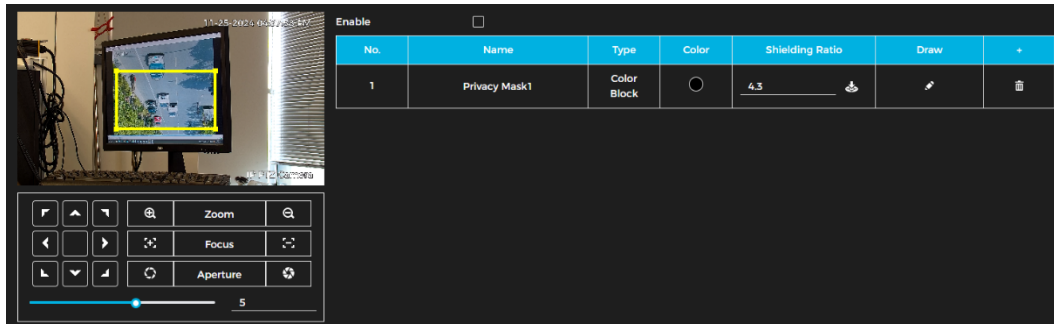 Enable
No. Name Type Color Shielding Ratio Draw +
1 Privacy Mask1 Color Block 4.3
Zoom
Focus
Aperture
5